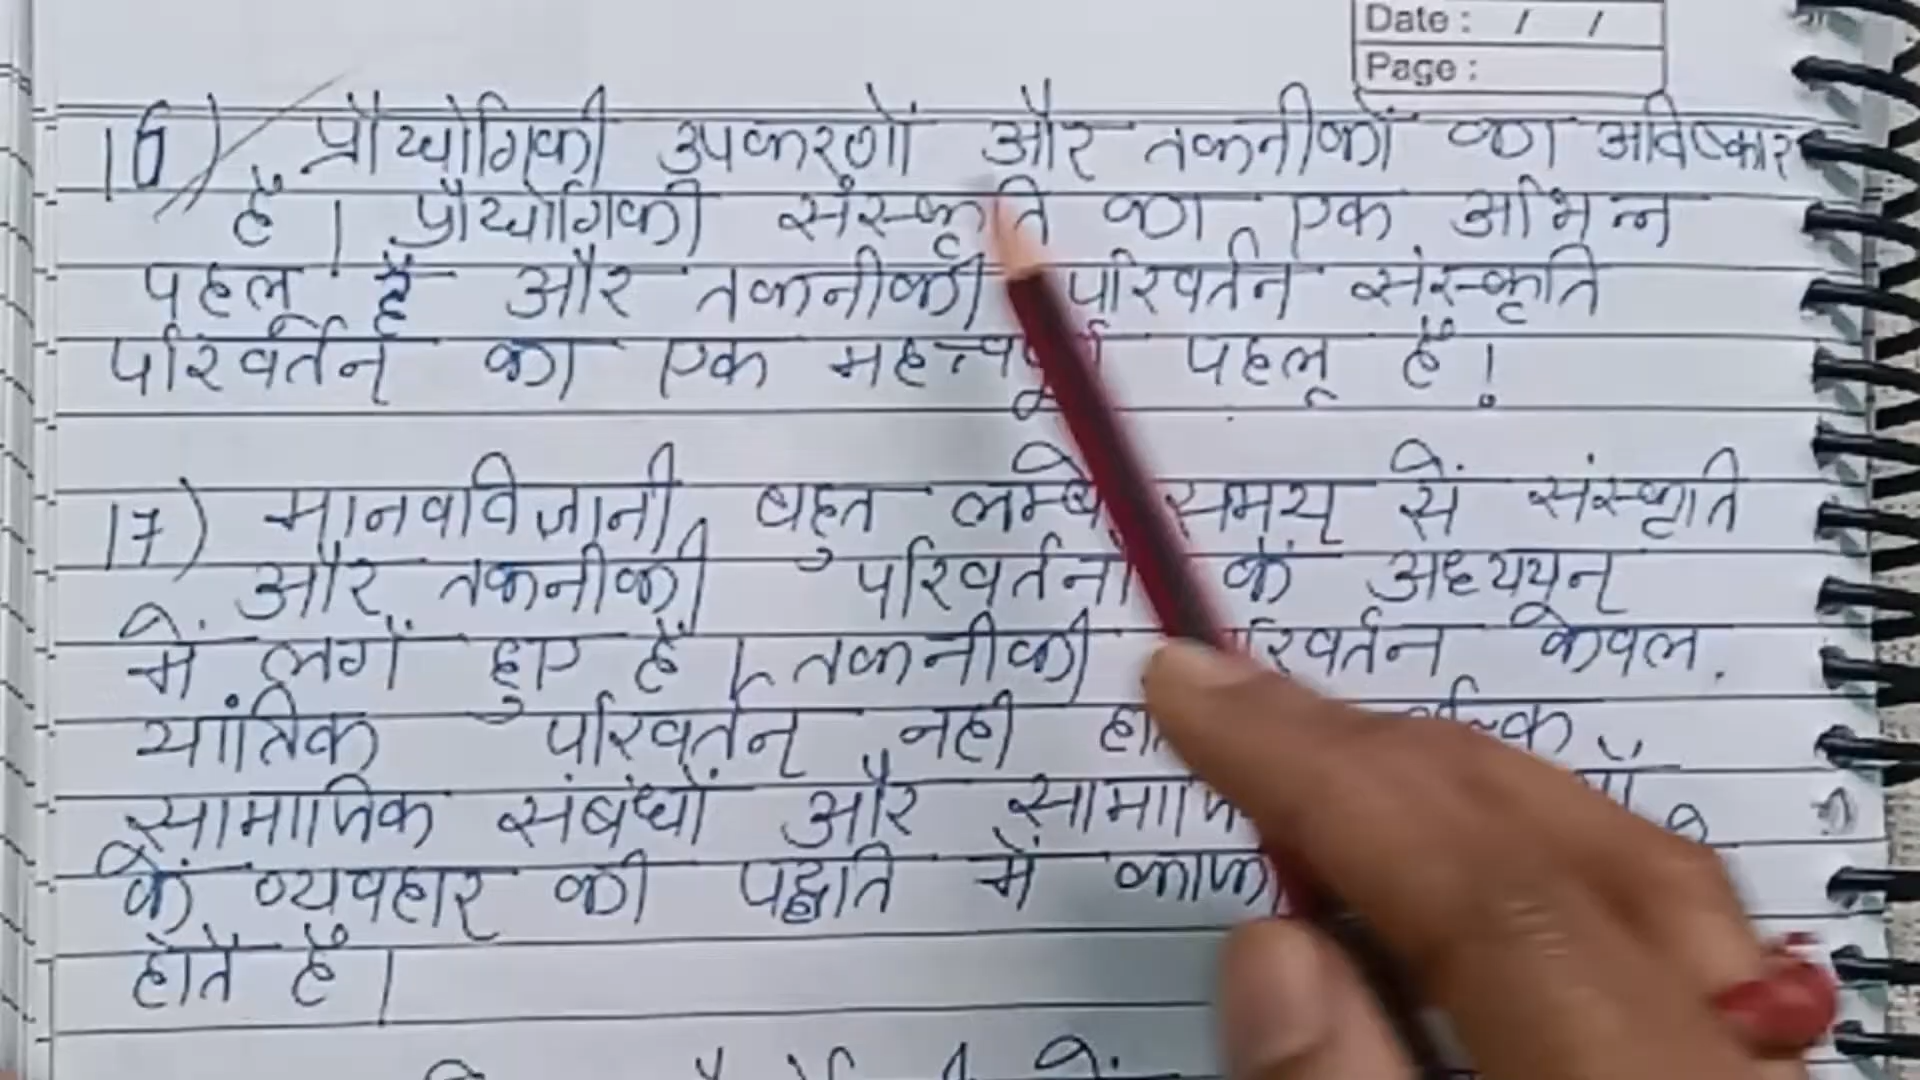 Date : / /
Page :
16) प्रौद्योगिकी उपकरणों और तकनीकों का आविष्कार
है। प्रौद्योगिकी संस्कृति का एक अभिन्न
पहलू है और तकनीकी परिवर्तन संस्कृति
परिवर्तन का एक महत्त्वपूर्ण पहलू है।
17) मानवविज्ञानी बहुत लम्बे समय से संस्कृति
और तकनीकी परिवर्तनों के अध्ययन
में लगें हुए हैं। तकनीकी परिवर्तन केवल
यांत्रिक परिवर्तन नही
सामाजिक संबंधों और
के व्यवहार की पद्धति में
होते है।